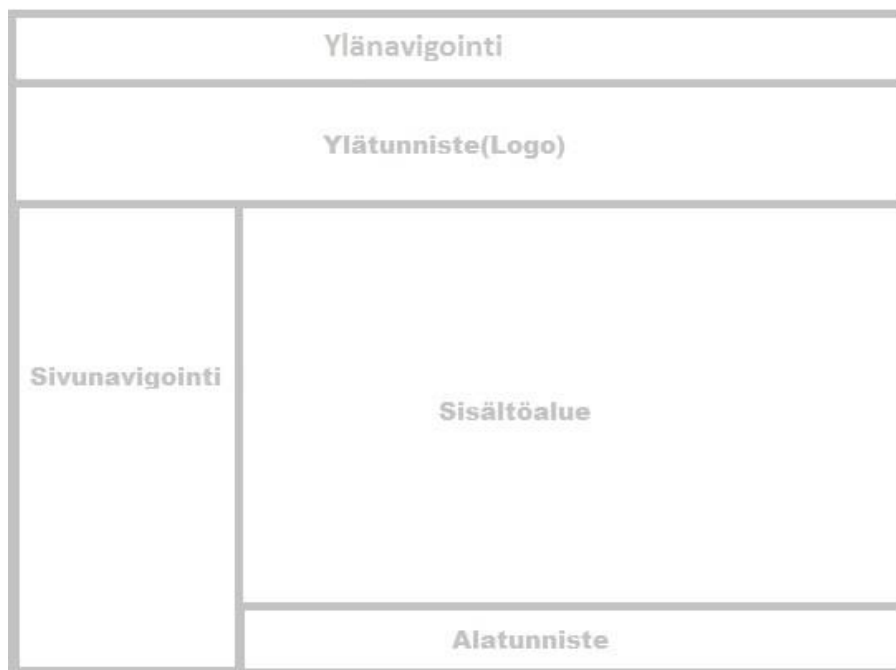 Ylänavigointi
Ylätunniste(Logo)
Sivunavigointi
Sisältöalue
Alatunniste